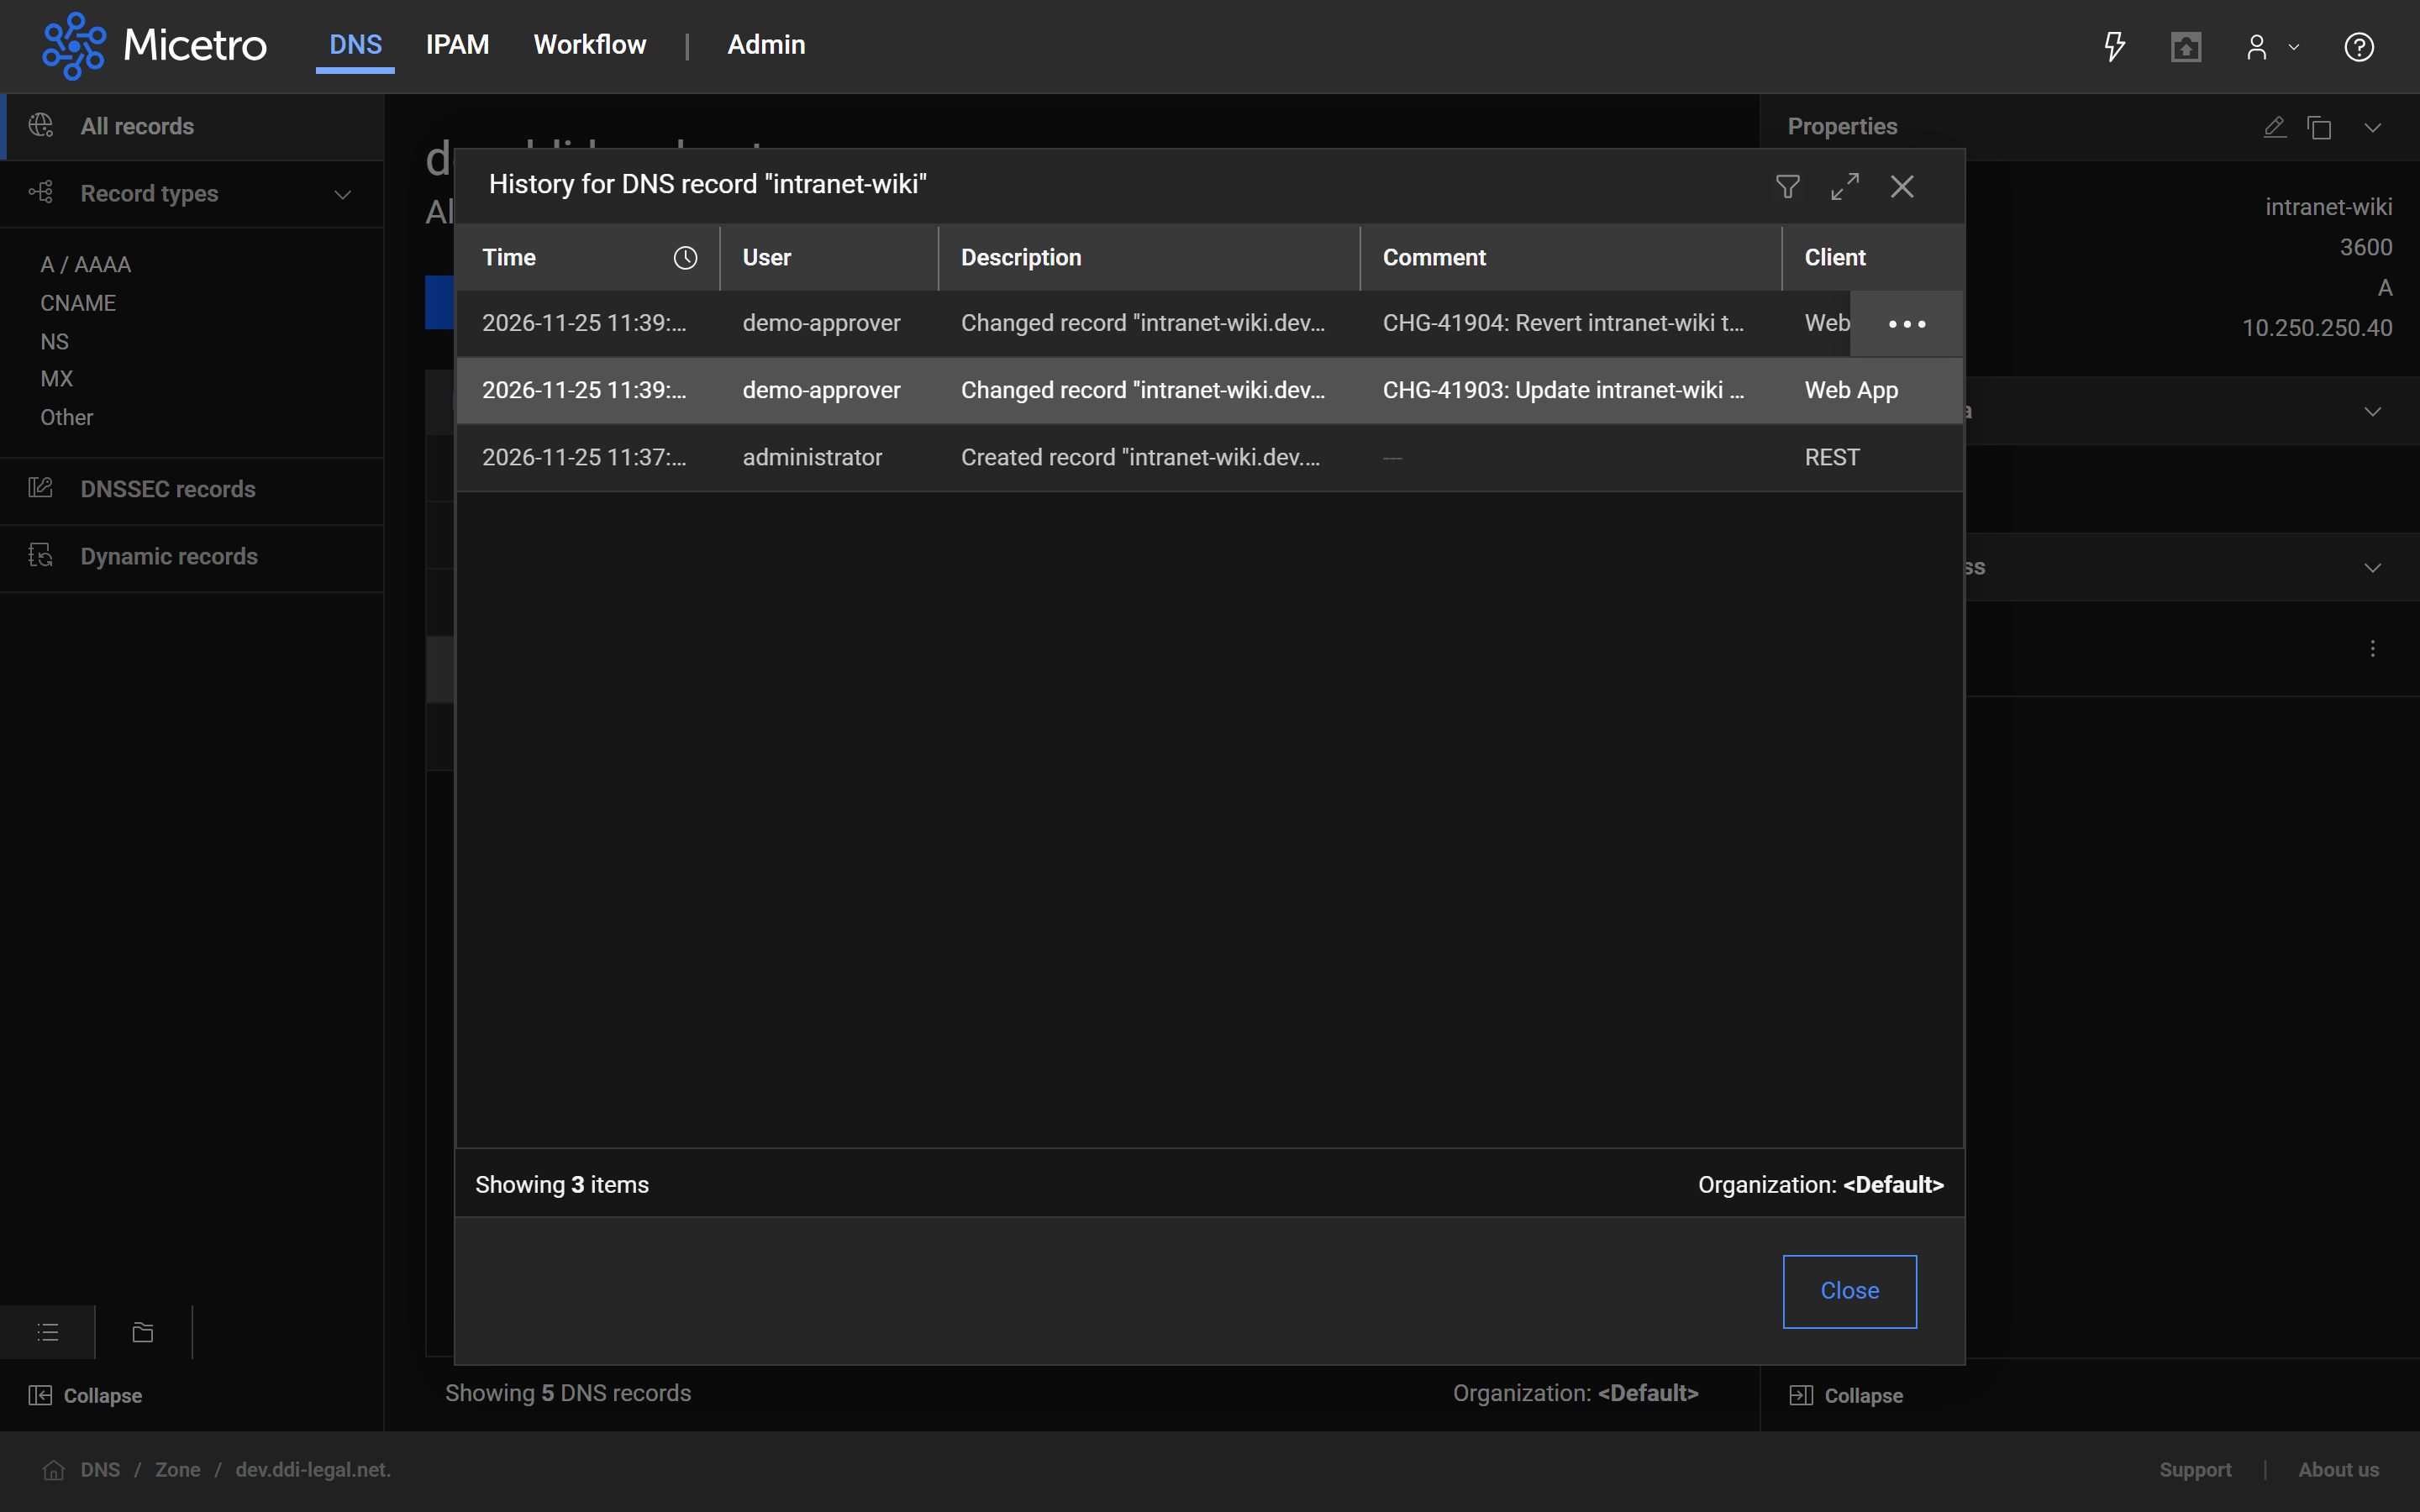 Micetro DNS IPAM Workflow | Admin
All records
Record types
A / AAAA
CNAME
NS
MX
Other
DNSSEC records
Dynamic records
Collapse
History for DNS record "intranet-wiki"
Time User Description Comment Client
2026-11-25 11:39:... demo-approver Changed record "intranet-wiki.dev... CHG-41904: Revert intranet-wiki t... Web
2026-11-25 11:39:... demo-approver Changed record "intranet-wiki.dev... CHG-41903: Update intranet-wiki ... Web App
2026-11-25 11:37:... administrator Created record "intranet-wiki.dev.... --- REST
Showing 3 items Organization: <Default>
Close
Showing 5 DNS records Organization: <Default>
Properties
intranet-wiki
3600
A
10.250.250.40
Collapse
DNS / Zone / dev.ddi-legal.net.
Support | About us